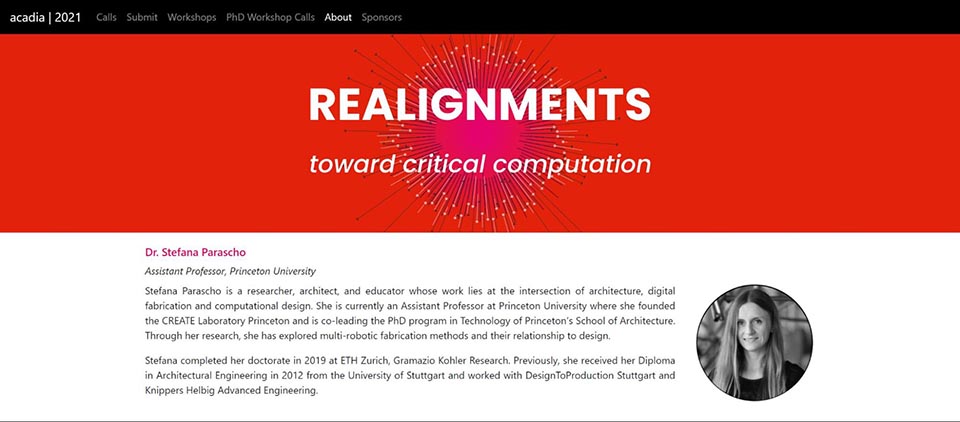 acadia | 2021 Calls Submit Workshops PhD Workshop Calls About Sponsors
REALIGNMENTS
toward critical computation
Dr. Stefana Parascho
Assistant Professor, Princeton University
Stefana Parascho is a researcher, architect, and educator whose work lies at the intersection of architecture, digital
fabrication and computational design. She is currently an Assistant Professor at Princeton University where she founded
the CREATE Laboratory Princeton and is co-leading the PhD program in Technology of Princeton's School of Architecture.
Through her research, she has explored multi-robotic fabrication methods and their relationship to design.
Stefana completed her doctorate in 2019 at ETH Zurich, Gramazio Kohler Research. Previously, she received her Diploma
in Architectural Engineering in 2012 from the University of Stuttgart and worked with DesignToProduction Stuttgart and
Knippers Helbig Advanced Engineering.